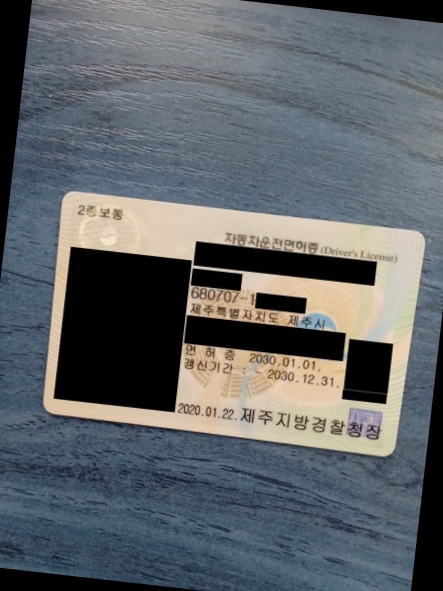 2종보통
자동차운전면허증 (Driver's License)
680707-1
제주특별자치도 제주시
면 허 증 2030.01.01.
갱신기간 : ~ 2030.12.31.
2020.01.22. 제주지방경찰청장